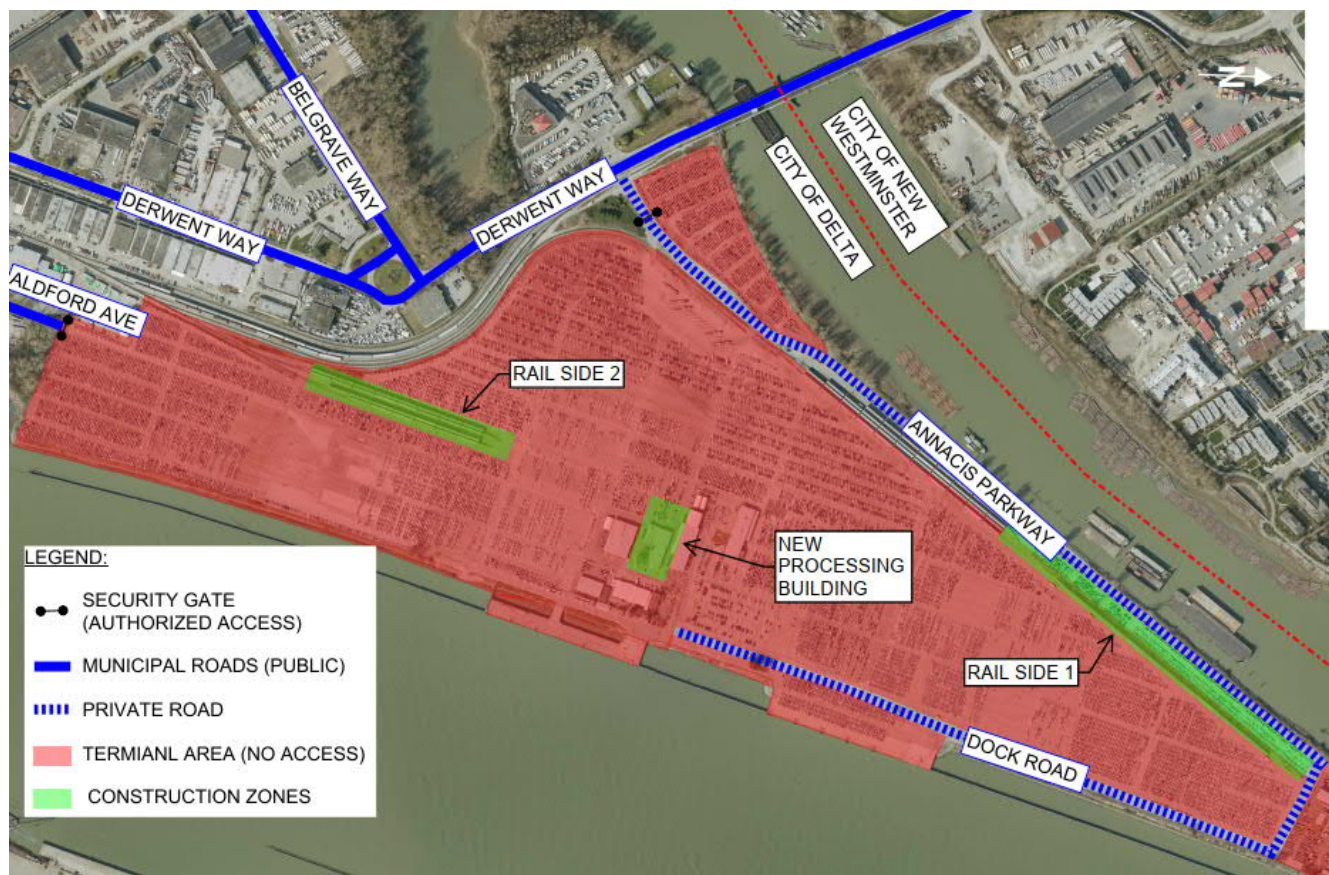 BELGRAVE WAY
N
CITY OF NEW
WESTMINSTER
CITY OF DELTA
DERWENT WAY
DERWENT WAY
ALDFORD AVE
RAIL SIDE 2
ANNACIS PARKWAY
NEW
PROCESSING
BUILDING
RAIL SIDE 1
DOCK ROAD
LEGEND:
SECURITY GATE
(AUTHORIZED ACCESS)
MUNICIPAL ROADS (PUBLIC)
PRIVATE ROAD
TERMIANL AREA (NO ACCESS)
CONSTRUCTION ZONES